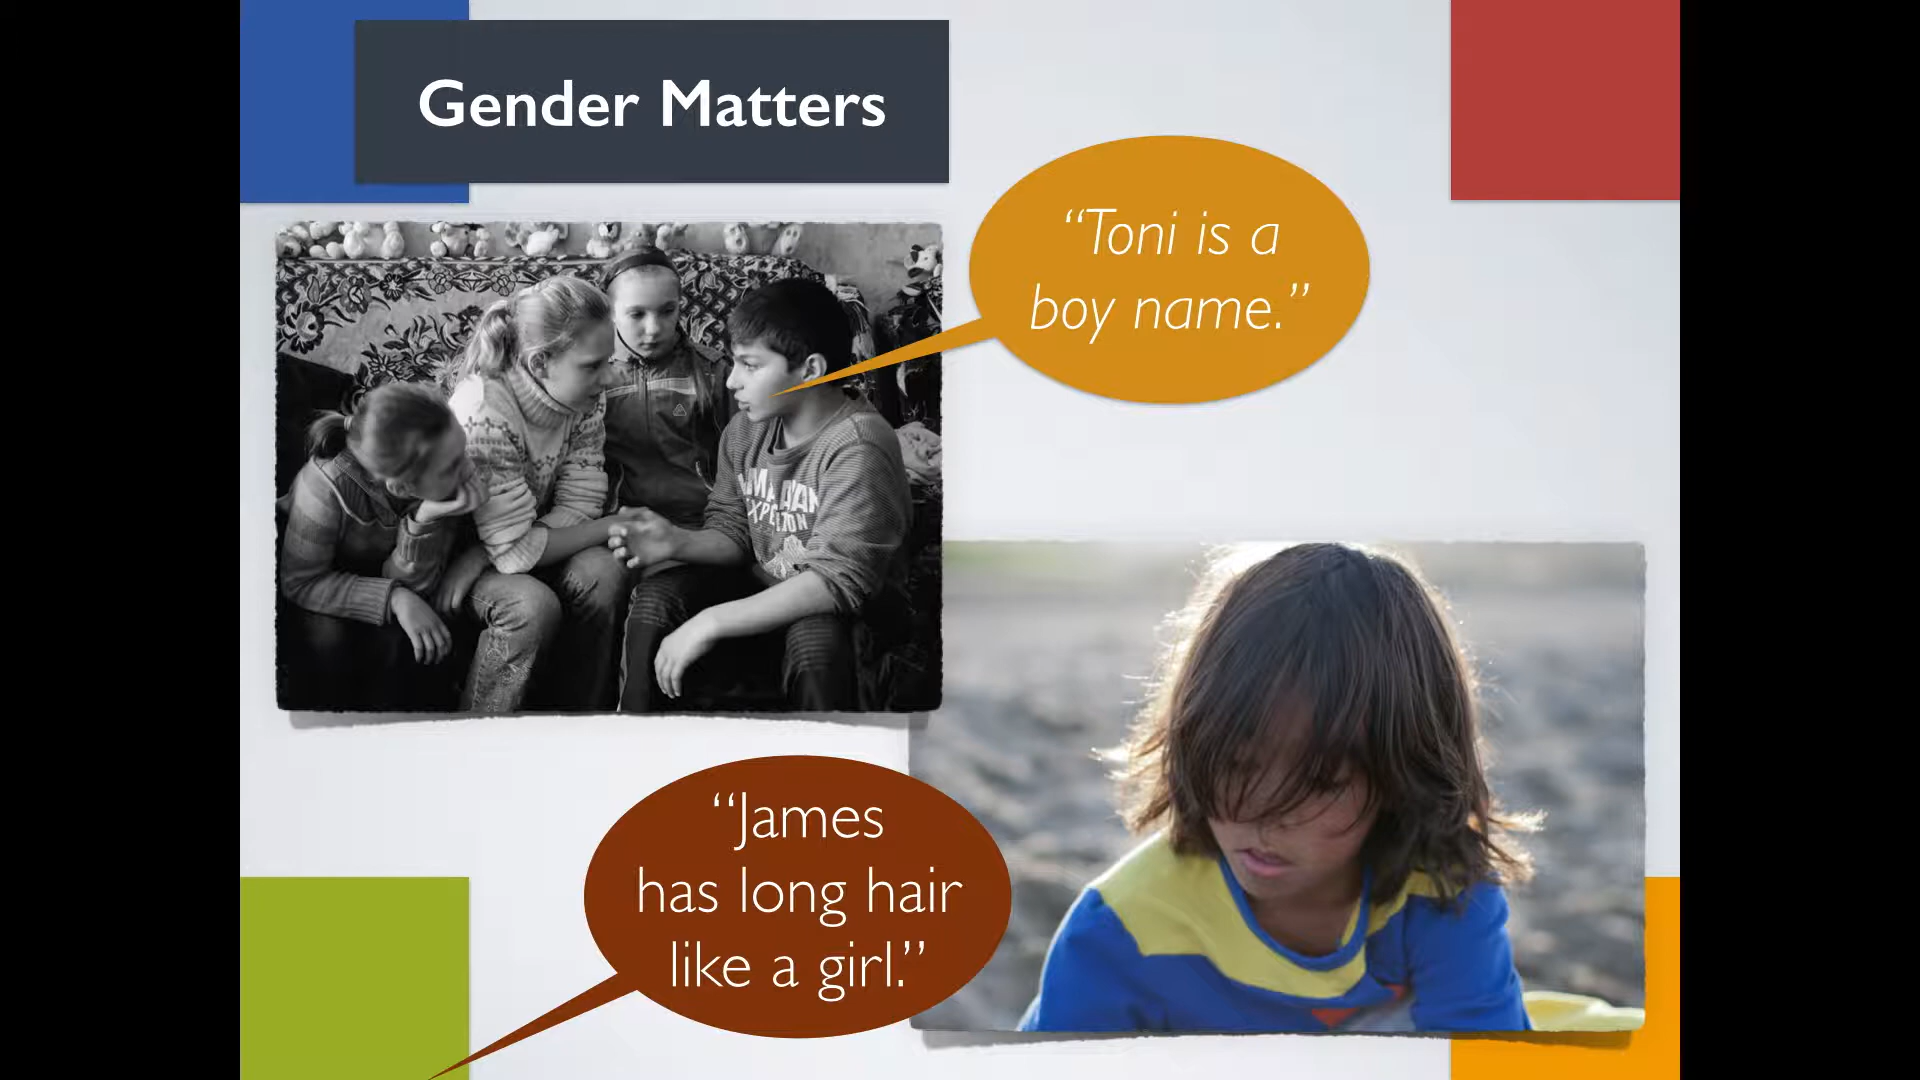 Gender Matters
“Toni is a
boy name.”
“James
has long hair
like a girl.”